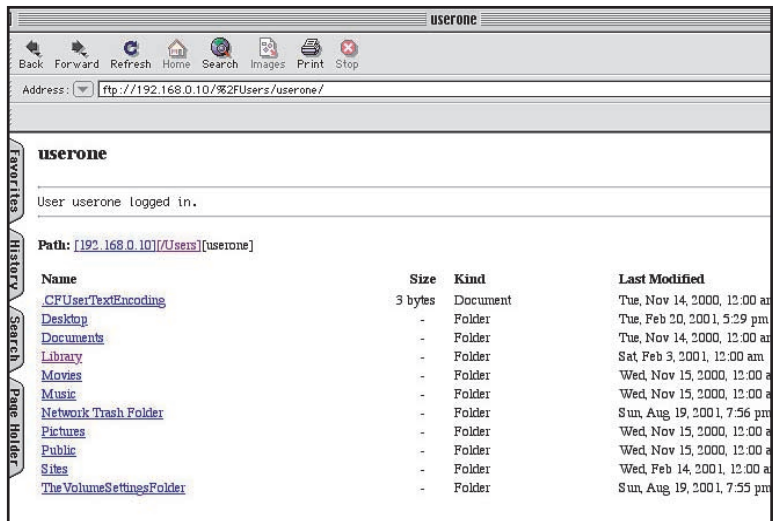 userone
Back Forward Refresh Home Search Images Print Stop
Address: ftp://192.168.0.10/%2FUsers/userone/
Favorites
History
Search
Page Holder
userone
User userone logged in.
Path: [192.168.0.10][/Users][userone]
Name Size Kind Last Modified
.CFUserTextEncoding 3 bytes Document Tue, Nov 14, 2000, 12:00 am
Desktop - Folder Tue, Feb 20, 2001, 5:29 pm
Documents - Folder Tue, Nov 14, 2000, 12:00 am
Library - Folder Sat, Feb 3, 2001, 12:00 am
Movies - Folder Wed, Nov 15, 2000, 12:00 a
Music - Folder Wed, Nov 15, 2000, 12:00 a
Network Trash Folder - Folder Sun, Aug 19, 2001, 7:56 pm
Pictures - Folder Wed, Nov 15, 2000, 12:00 a
Public - Folder Wed, Nov 15, 2000, 12:00 a
Sites - Folder Wed, Feb 14, 2001, 12:00 a
TheVolumeSettingsFolder - Folder Sun, Aug 19, 2001, 7:55 pm